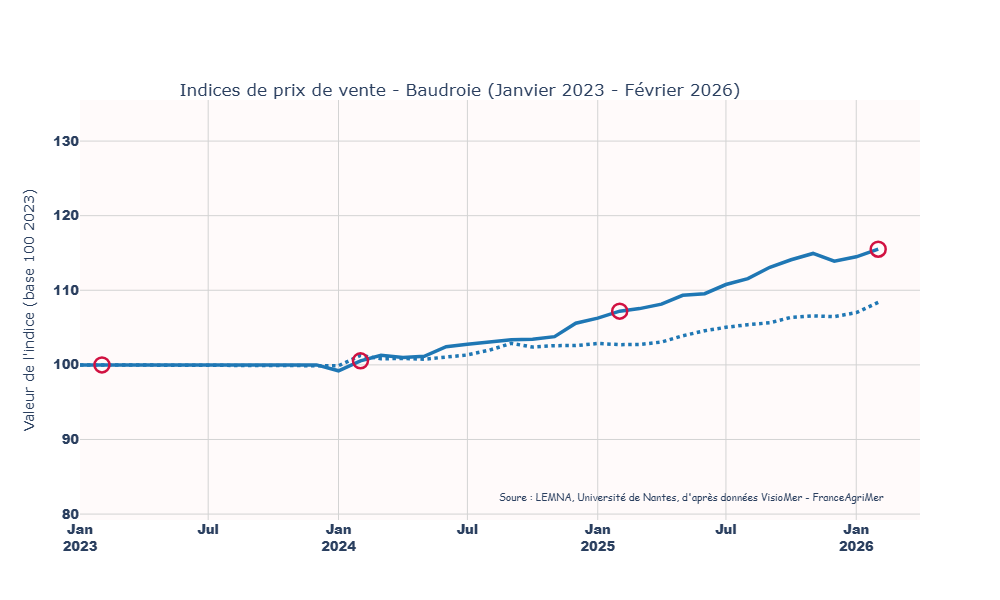 Indices de prix de vente - Baudroie (Janvier 2023 - Février 2026)
Valeur de l'indice (base 100 2023)
130
120
110
100
90
80
Jan
2023
Jul
Jan
2024
Jul
Jan
2025
Jul
Jan
2026
Soure : LEMNA, Université de Nantes, d'après données VisioMer - FranceAgriMer